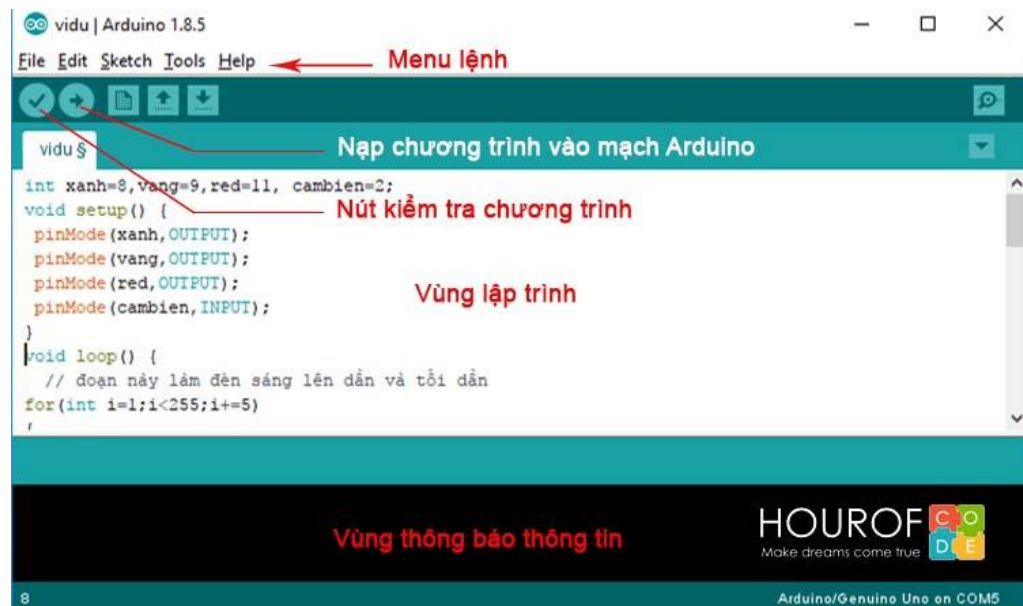 vidu | Arduino 1.8.5
File Edit Sketch Tools Help
Menu lệnh
vidu §
Nạp chương trình vào mạch Arduino
int xanh=8,vang=9,red=11, cambien=2;
void setup() {
Nút kiểm tra chương trình
pinMode(xanh,OUTPUT);
pinMode(vang,OUTPUT);
pinMode(red,OUTPUT);
Vùng lập trình
pinMode(cambien,INPUT);
}
void loop() {
// đoạn này làm đèn sáng lên dần và tối dần
for(int i=1;i<255;i+=5)
{
HOUROF CODE
Make dreams come true
Vùng thông báo thông tin
8
Arduino/Genuino Uno on COM5